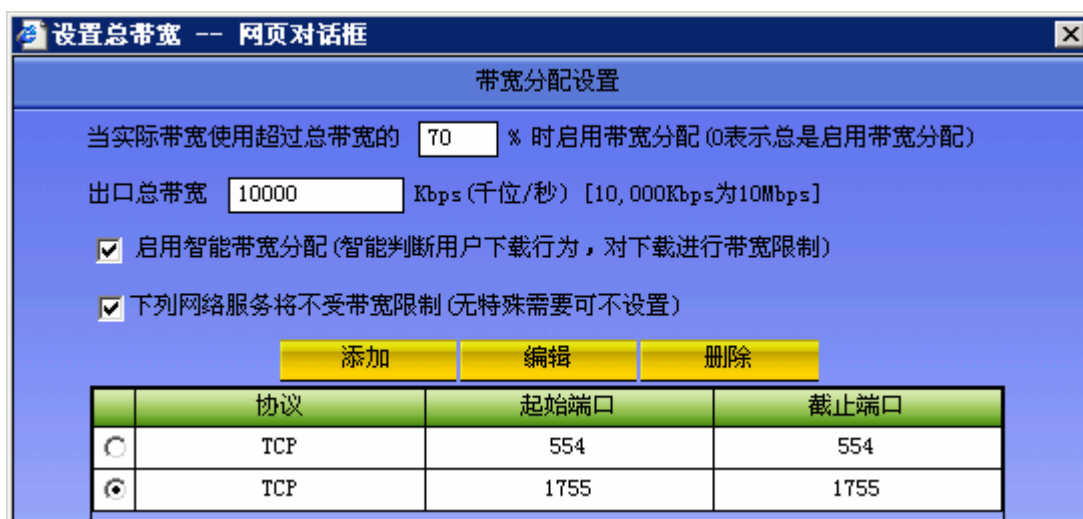 设置总带宽 -- 网页对话框
带宽分配设置
当实际带宽使用超过总带宽的 70 % 时启用带宽分配(0表示总是启用带宽分配)
出口总带宽 10000 Kbps(千位/秒) [10,000Kbps为10Mbps]
启用智能带宽分配(智能判断用户下载行为，对下载进行带宽限制)
下列网络服务将不受带宽限制(无特殊需要可不设置)
添加 编辑 删除
协议 起始端口 截止端口
TCP 554 554
TCP 1755 1755